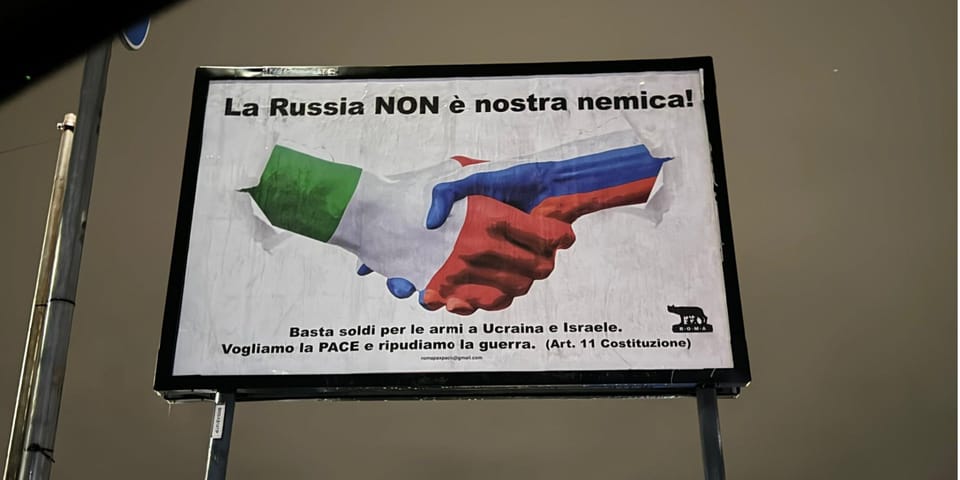 La Russia NON è nostra nemica!
Basta soldi per le armi a Ucraina e Israele.
Vogliamo la PACE e ripudiamo la guerra. (Art. 11 Costituzione)
ROMA